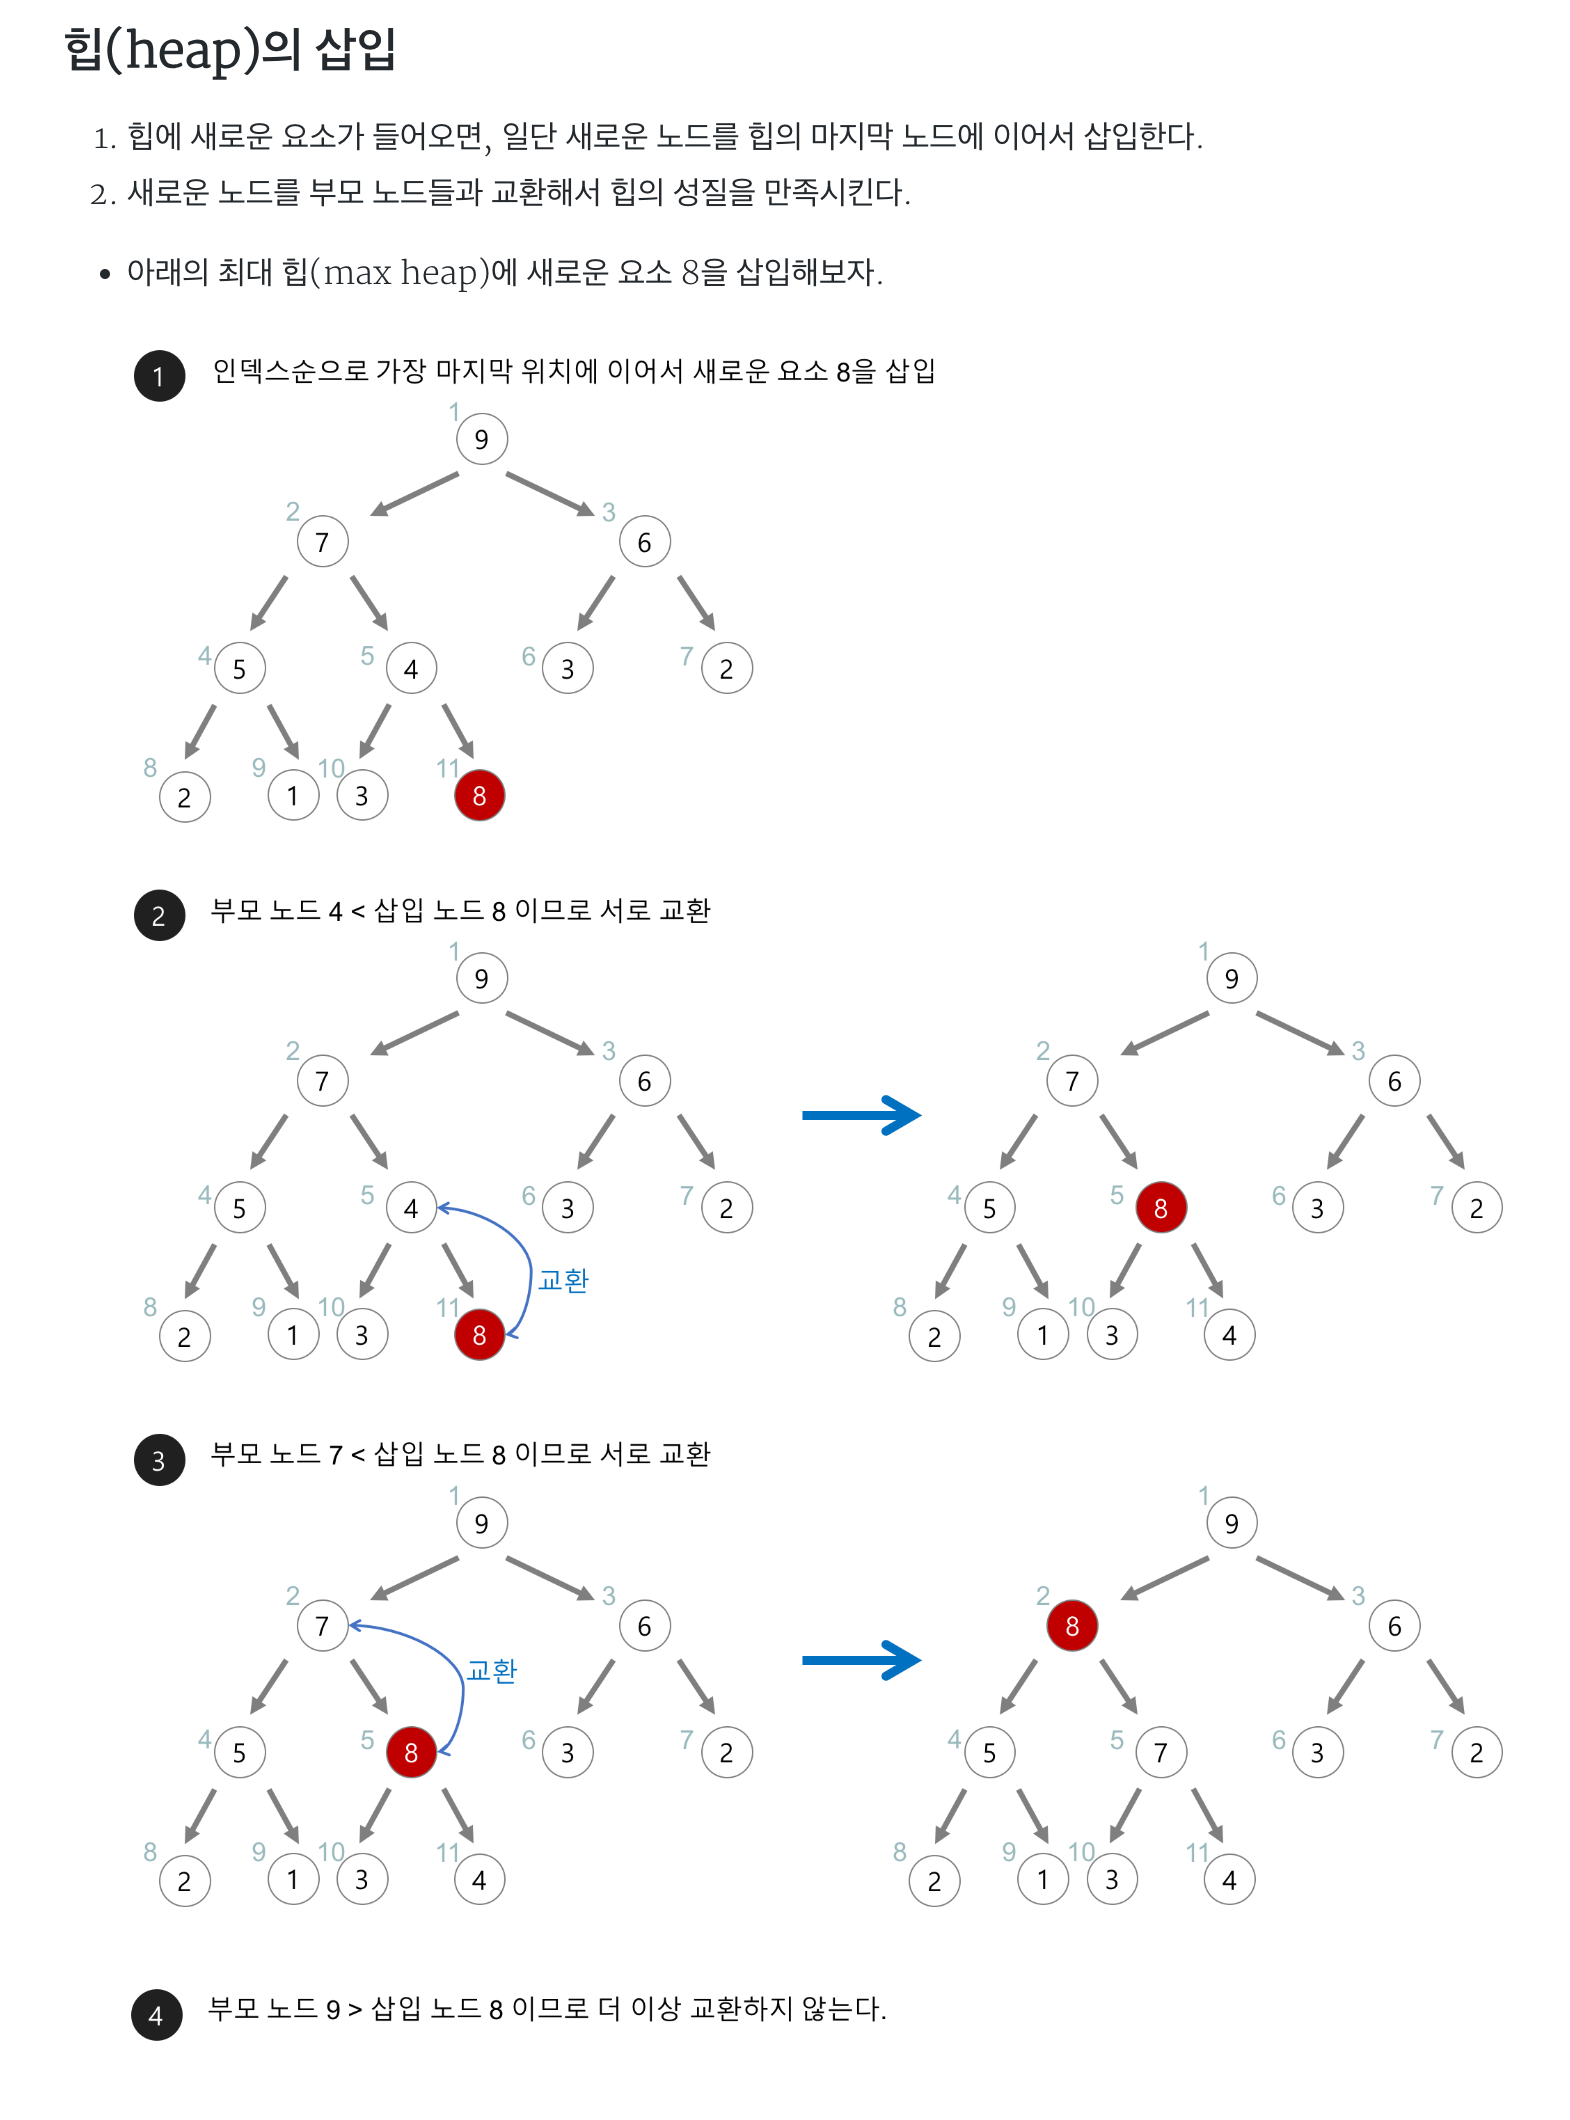 힙(heap)의 삽입
1. 힙에 새로운 요소가 들어오면, 일단 새로운 노드를 힙의 마지막 노드에 이어서 삽입한다.
2. 새로운 노드를 부모 노드들과 교환해서 힙의 성질을 만족시킨다.
• 아래의 최대 힙(max heap)에 새로운 요소 8을 삽입해보자.
1 인덱스순으로 가장 마지막 위치에 이어서 새로운 요소 8을 삽입
1
9
2 3
7 6
4 5 6 7
5 4 3 2
8 9 10 11
2 1 3 8
2 부모 노드 4 < 삽입 노드 8 이므로 서로 교환
1 1
9 9
2 3 2 3
7 6 7 6
4 5 6 7 4 5 6 7
5 4 3 2 5 8 3 2
교환
8 9 10 11 8 9 10 11
2 1 3 8 2 1 3 4
3 부모 노드 7 < 삽입 노드 8 이므로 서로 교환
1 1
9 9
2 3 2 3
7 6 8 6
교환
4 5 6 7 4 5 6 7
5 8 3 2 5 7 3 2
8 9 10 11 8 9 10 11
2 1 3 4 2 1 3 4
4 부모 노드 9 > 삽입 노드 8 이므로 더 이상 교환하지 않는다.